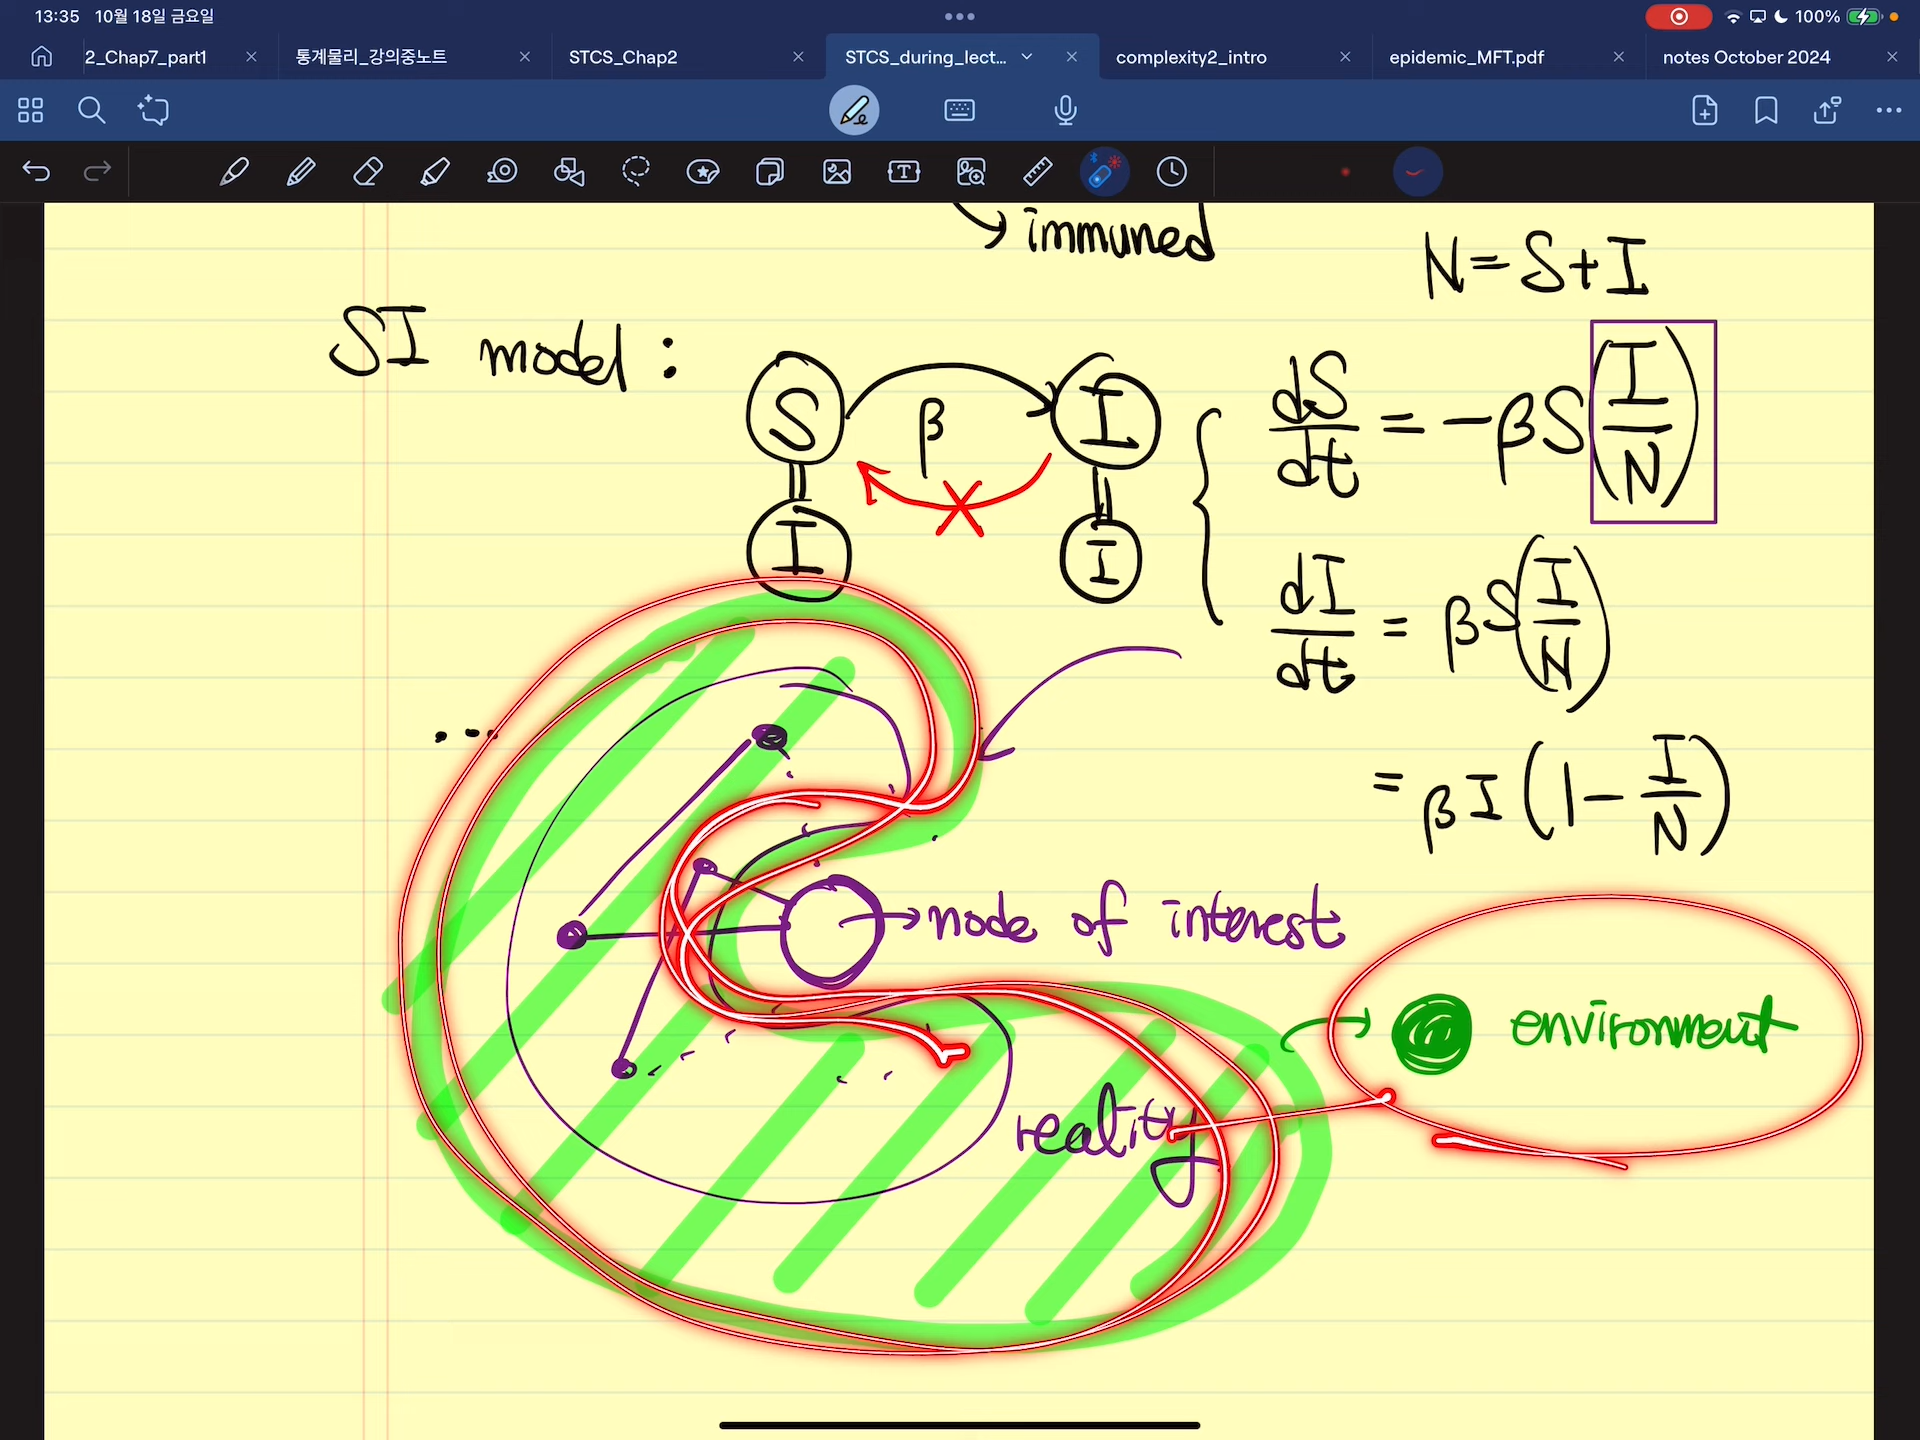 13:35 10월 18일 금요일
100%
2_Chap7_part1
통계물리_강의중노트
STCS_Chap2
STCS_during_lect...
complexity2_intro
epidemic_MFT.pdf
notes October 2024
→ immuned
N = S + I
SI model :
S β I
I I
dS/dt = -βS(I/N)
dI/dt = βS(I/N)
= βI(1 - I/N)
...
→ node of interest
→ environment
reality